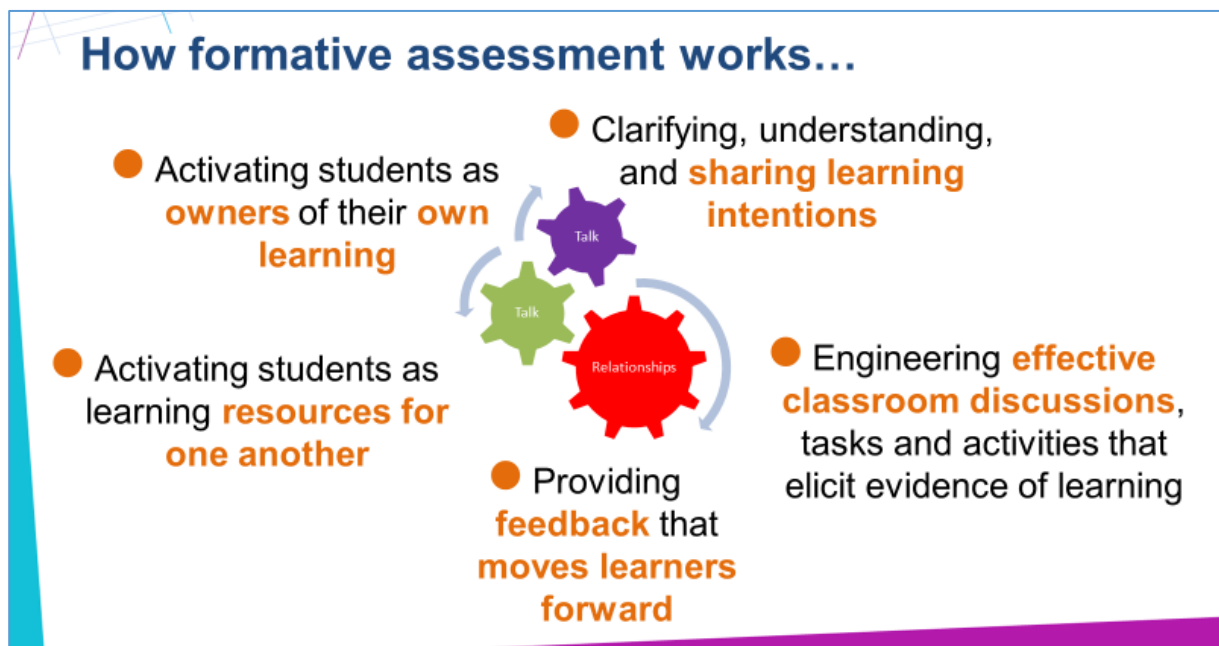 How formative assessment works…
Clarifying, understanding,
and sharing learning
intentions
Activating students as
owners of their own
learning
Talk
Talk
Relationships
Engineering effective
classroom discussions,
tasks and activities that
elicit evidence of learning
Activating students as
learning resources for
one another
Providing
feedback that
moves learners
forward